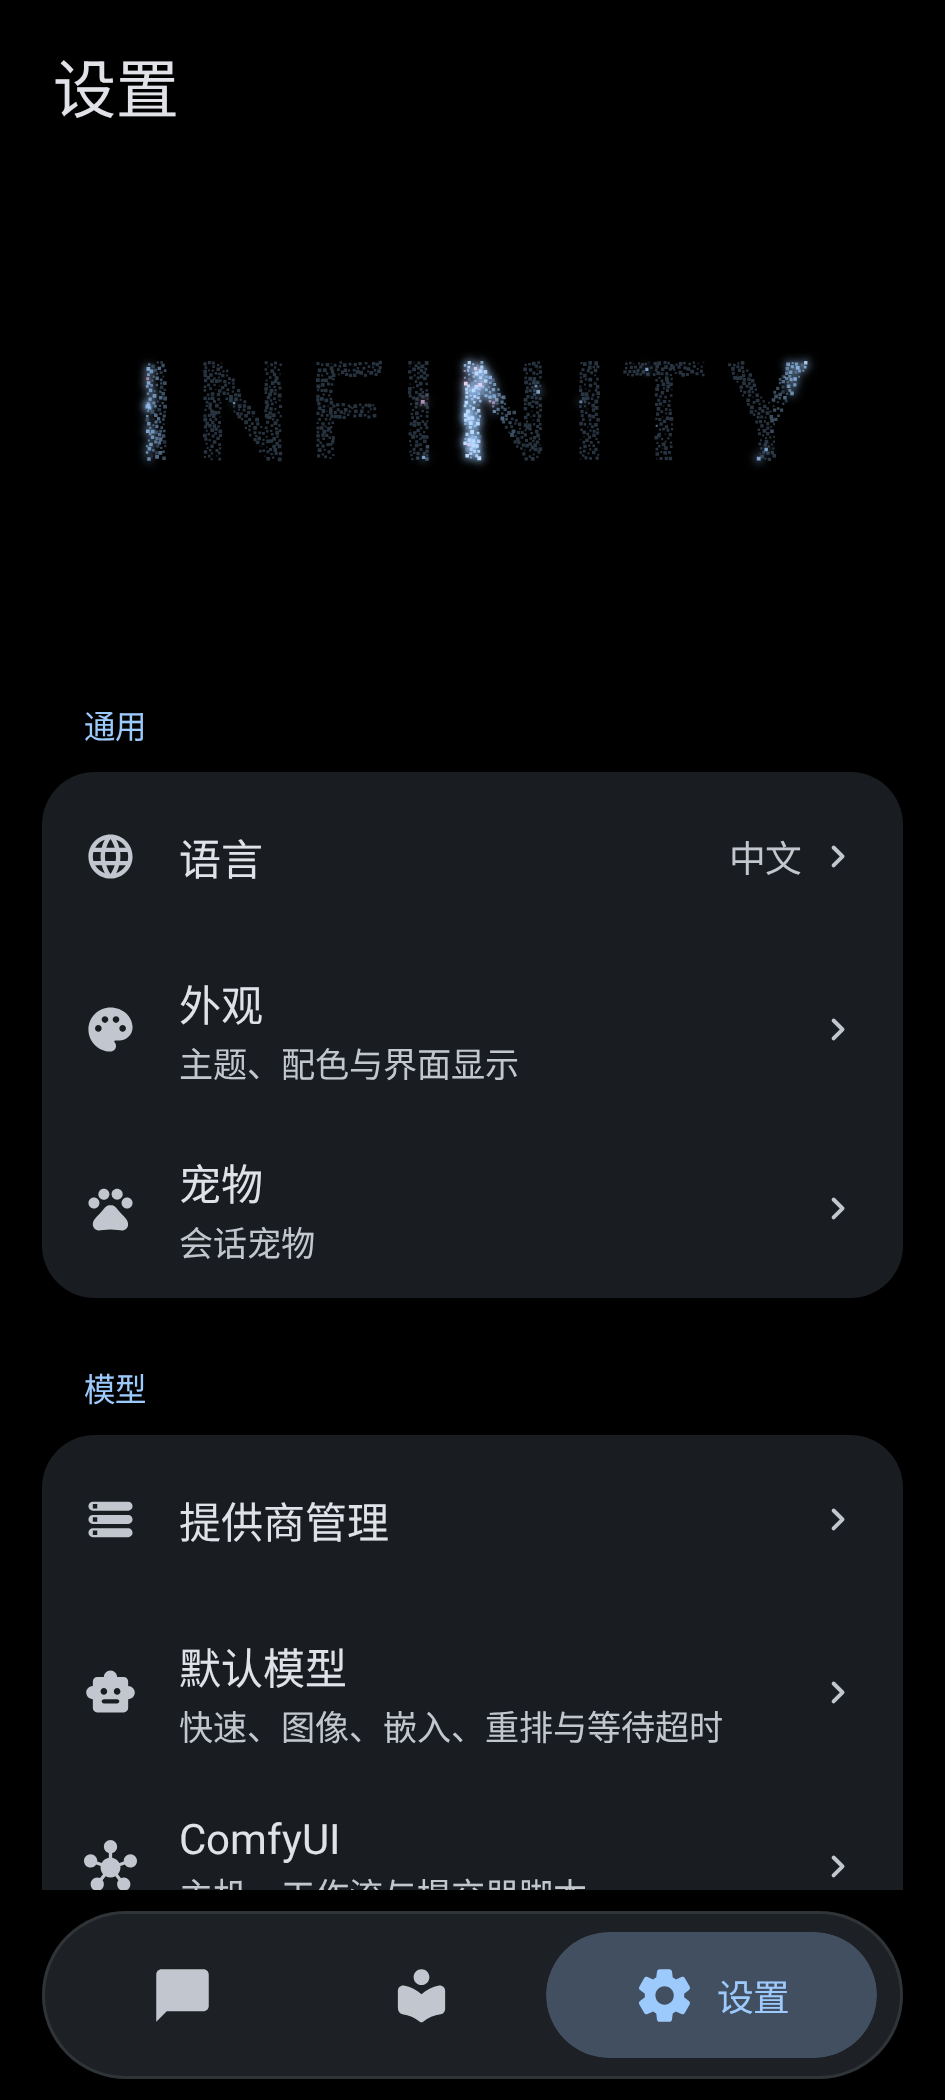 设置
INFINITY
通用
语言
中文
外观
主题、配色与界面显示
宠物
会话宠物
模型
提供商管理
默认模型
快速、图像、嵌入、重排与等待超时
ComfyUI
设置